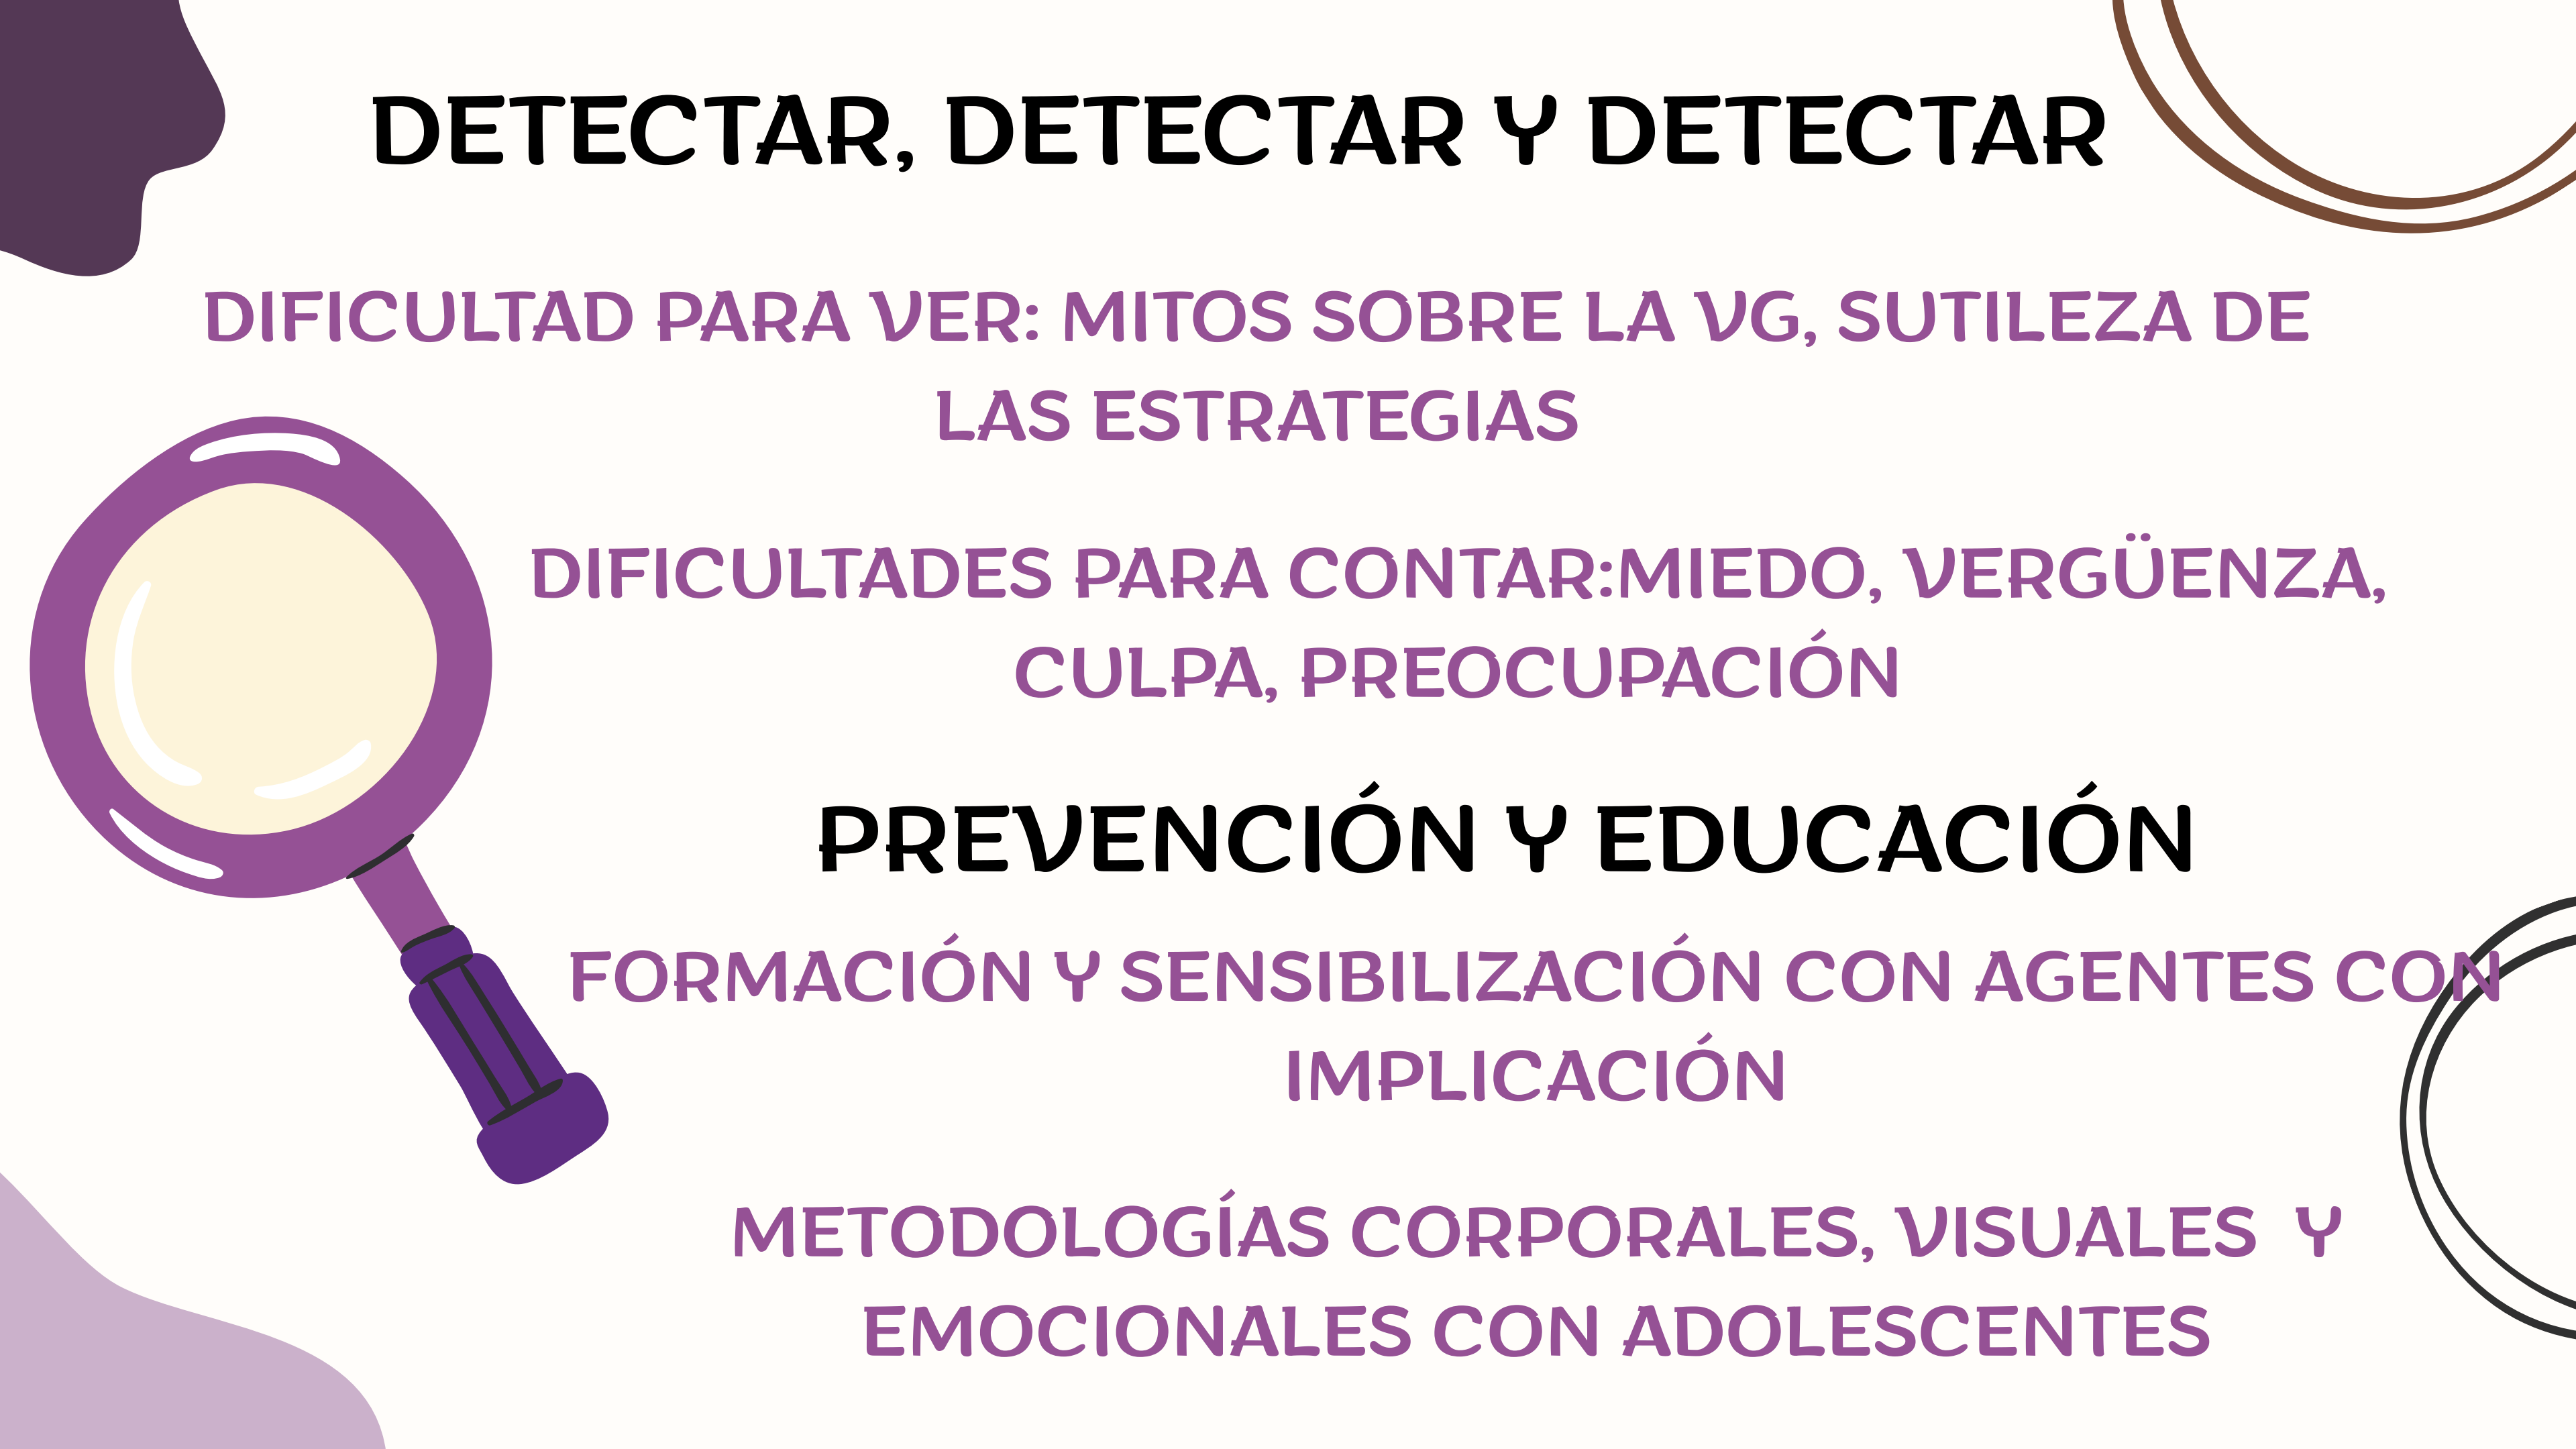 DETECTAR, DETECTAR Y DETECTAR
DIFICULTAD PARA VER: MITOS SOBRE LA VG, SUTILEZA DE
LAS ESTRATEGIAS
DIFICULTADES PARA CONTAR:MIEDO, VERGÜENZA,
CULPA, PREOCUPACIÓN
PREVENCIÓN Y EDUCACIÓN
FORMACIÓN Y SENSIBILIZACIÓN CON AGENTES CON
IMPLICACIÓN
METODOLOGÍAS CORPORALES, VISUALES Y
EMOCIONALES CON ADOLESCENTES